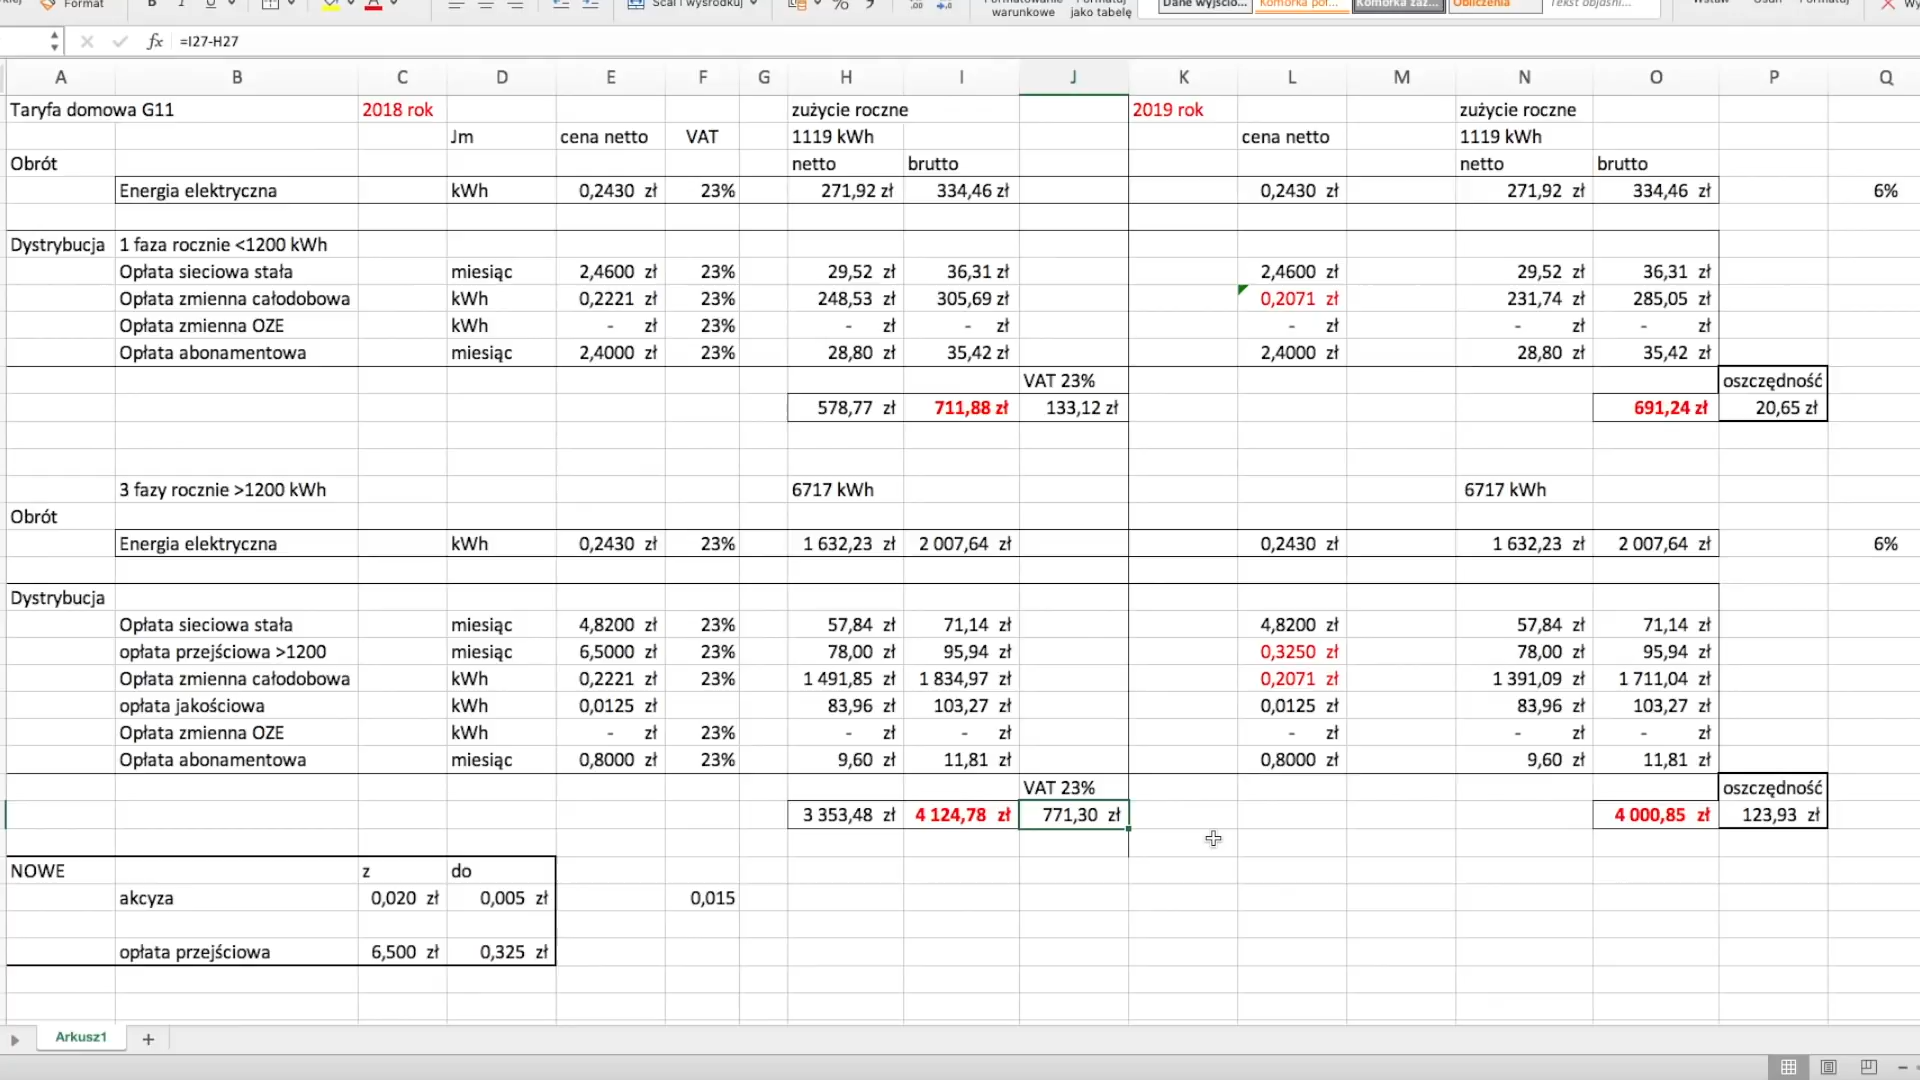 Format B I U Scal i wyśrodkuj % Formatowanie Formatuj Dane wyjścio... Komórka poł... Komórka zaz... Obliczenia Tekst objaśni...
warunkowe jako tabelę
fx =I27-H27
A B C D E F G H I J K L M N O P Q
Taryfa domowa G11 2018 rok zużycie roczne 2019 rok zużycie roczne
Jm cena netto VAT 1119 kWh cena netto 1119 kWh
Obrót netto brutto netto brutto
Energia elektryczna kWh 0,2430 zł 23% 271,92 zł 334,46 zł 0,2430 zł 271,92 zł 334,46 zł 6%
Dystrybucja 1 faza rocznie <1200 kWh
Opłata sieciowa stała miesiąc 2,4600 zł 23% 29,52 zł 36,31 zł 2,4600 zł 29,52 zł 36,31 zł
Opłata zmienna całodobowa kWh 0,2221 zł 23% 248,53 zł 305,69 zł 0,2071 zł 231,74 zł 285,05 zł
Opłata zmienna OZE kWh - zł 23% - zł - zł - zł - zł - zł
Opłata abonamentowa miesiąc 2,4000 zł 23% 28,80 zł 35,42 zł 2,4000 zł 28,80 zł 35,42 zł
VAT 23% oszczędność
578,77 zł 711,88 zł 133,12 zł 691,24 zł 20,65 zł
3 fazy rocznie >1200 kWh 6717 kWh 6717 kWh
Obrót
Energia elektryczna kWh 0,2430 zł 23% 1 632,23 zł 2 007,64 zł 0,2430 zł 1 632,23 zł 2 007,64 zł 6%
Dystrybucja
Opłata sieciowa stała miesiąc 4,8200 zł 23% 57,84 zł 71,14 zł 4,8200 zł 57,84 zł 71,14 zł
opłata przejściowa >1200 miesiąc 6,5000 zł 23% 78,00 zł 95,94 zł 0,3250 zł 78,00 zł 95,94 zł
Opłata zmienna całodobowa kWh 0,2221 zł 23% 1 491,85 zł 1 834,97 zł 0,2071 zł 1 391,09 zł 1 711,04 zł
opłata jakościowa kWh 0,0125 zł 83,96 zł 103,27 zł 0,0125 zł 83,96 zł 103,27 zł
Opłata zmienna OZE kWh - zł 23% - zł - zł - zł - zł - zł
Opłata abonamentowa miesiąc 0,8000 zł 23% 9,60 zł 11,81 zł 0,8000 zł 9,60 zł 11,81 zł
VAT 23% oszczędność
3 353,48 zł 4 124,78 zł 771,30 zł 4 000,85 zł 123,93 zł
NOWE z do
akcyza 0,020 zł 0,005 zł 0,015
opłata przejściowa 6,500 zł 0,325 zł
Arkusz1 +